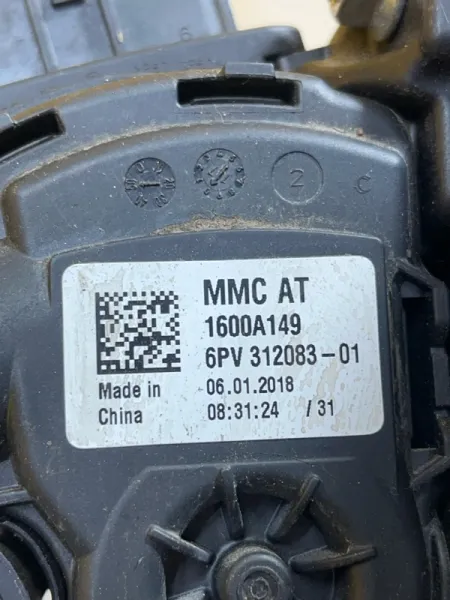 2
C
MMC AT
1600A149
6PV 312083-01
Made in
China
06.01.2018
08:31:24 /31